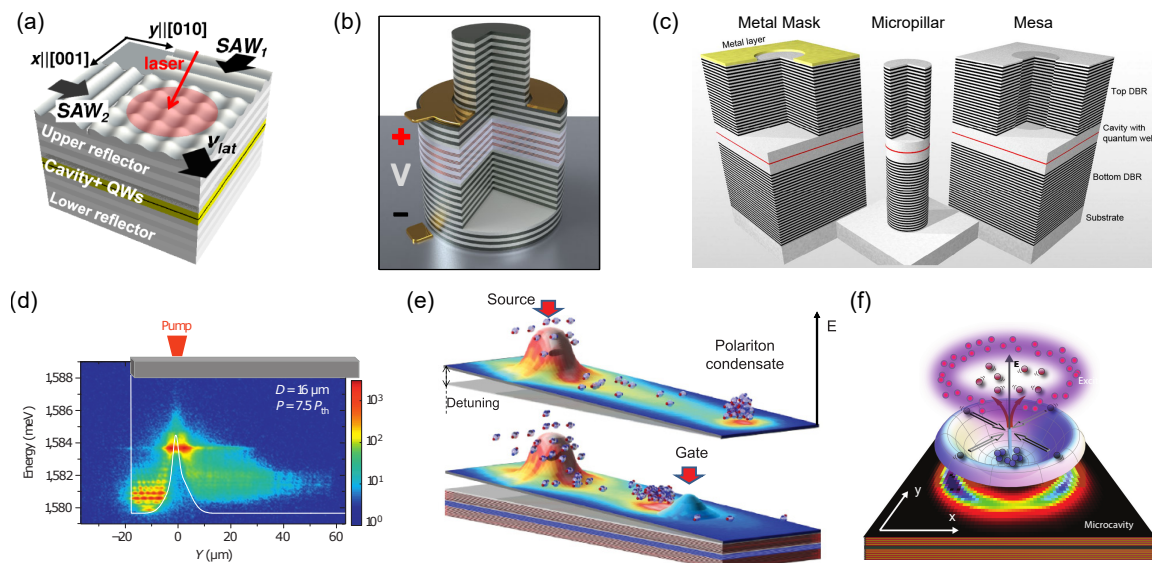 (a)
y||[010]
x||[001]
SAW1
laser
SAW2
vlat
Upper reflector
Cavity+ QWs
Lower reflector
(b)
+
V
−
(c)
Metal Mask
Micropillar
Mesa
Metal layer
Top DBR
Cavity with
quantum well
Bottom DBR
Substrate
(d)
Pump
D = 16 µm
P = 7.5 Pth
Energy (meV)
1,588
1,586
1,584
1,582
1,580
10³
10²
10¹
10⁰
-20
0
20
40
60
Y (µm)
(e)
Source
E
Polariton
condensate
Detuning
Gate
(f)
E
Exc
y
x
Microcavity